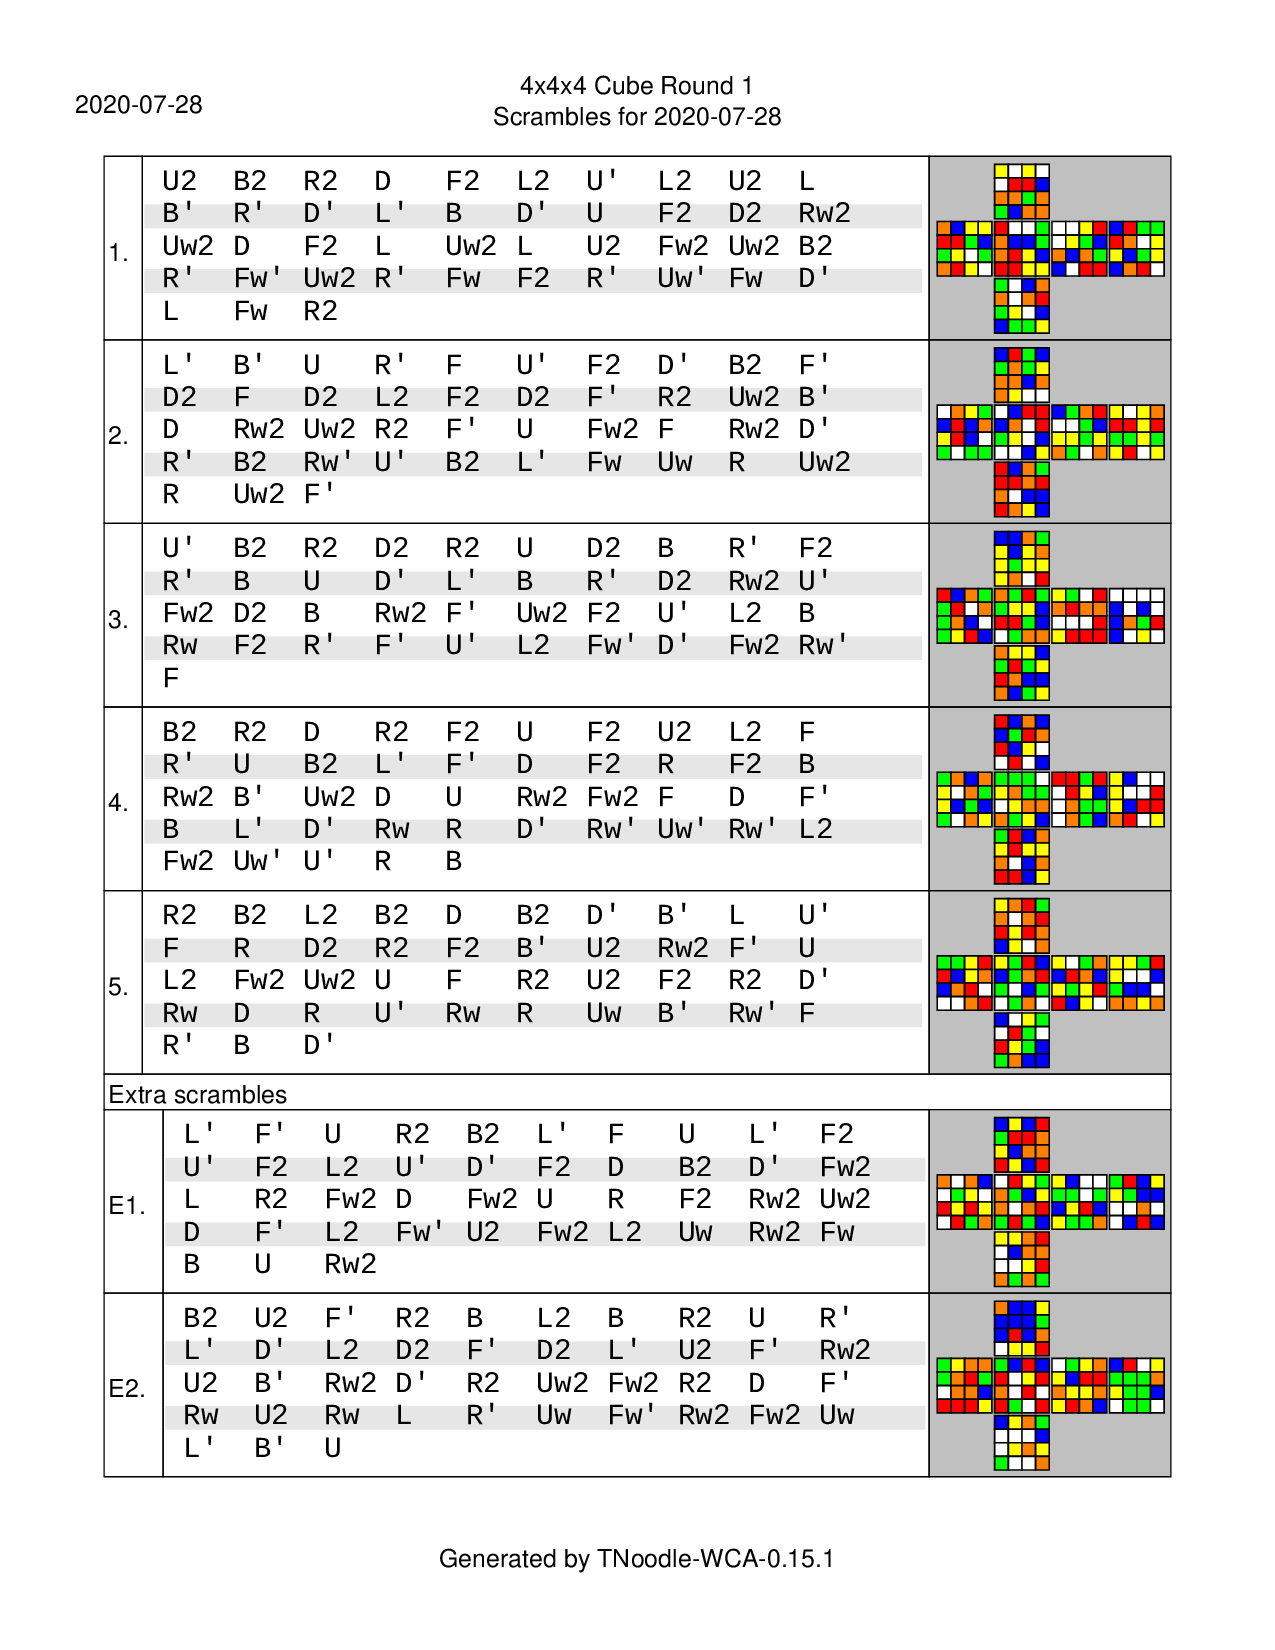 4x4x4 Cube Round 1
2020-07-28
Scrambles for 2020-07-28
1.
U2 B2 R2 D F2 L2 U' L2 U2 L
B' R' D' L' B D' U F2 D2 Rw2
Uw2 D F2 L Uw2 L U2 Fw2 Uw2 B2
R' Fw' Uw2 R' Fw F2 R' Uw' Fw D'
L Fw R2
2.
L' B' U R' F U' F2 D' B2 F'
D2 F D2 L2 F2 D2 F' R2 Uw2 B'
D Rw2 Uw2 R2 F' U Fw2 F Rw2 D'
R' B2 Rw' U' B2 L' Fw Uw R Uw2
R Uw2 F'
3.
U' B2 R2 D2 R2 U D2 B R' F2
R' B U D' L' B R' D2 Rw2 U'
Fw2 D2 B Rw2 F' Uw2 F2 U' L2 B
Rw F2 R' F' U' L2 Fw' D' Fw2 Rw'
F
4.
B2 R2 D R2 F2 U F2 U2 L2 F
R' U B2 L' F' D F2 R F2 B
Rw2 B' Uw2 D U Rw2 Fw2 F D F'
B L' D' Rw R D' Rw' Uw' Rw' L2
Fw2 Uw' U' R B
5.
R2 B2 L2 B2 D B2 D' B' L U'
F R D2 R2 F2 B' U2 Rw2 F' U
L2 Fw2 Uw2 U F R2 U2 F2 R2 D'
Rw D R U' Rw R Uw B' Rw' F
R' B D'
Extra scrambles
E1.
L' F' U R2 B2 L' F U L' F2
U' F2 L2 U' D' F2 D B2 D' Fw2
L R2 Fw2 D Fw2 U R F2 Rw2 Uw2
D F' L2 Fw' U2 Fw2 L2 Uw Rw2 Fw
B U Rw2
E2.
B2 U2 F' R2 B L2 B R2 U R'
L' D' L2 D2 F' D2 L' U2 F' Rw2
U2 B' Rw2 D' R2 Uw2 Fw2 R2 D F'
Rw U2 Rw L R' Uw Fw' Rw2 Fw2 Uw
L' B' U
Generated by TNoodle-WCA-0.15.1